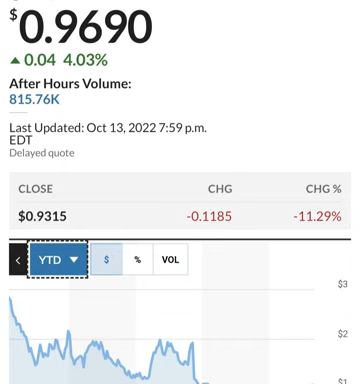 $0.9690
▲ 0.04 4.03%
After Hours Volume:
815.76K
Last Updated: Oct 13, 2022 7:59 p.m.
EDT
Delayed quote
CLOSE CHG CHG %
$0.9315 -0.1185 -11.29%
YTD $ % VOL
$3
$2
$1